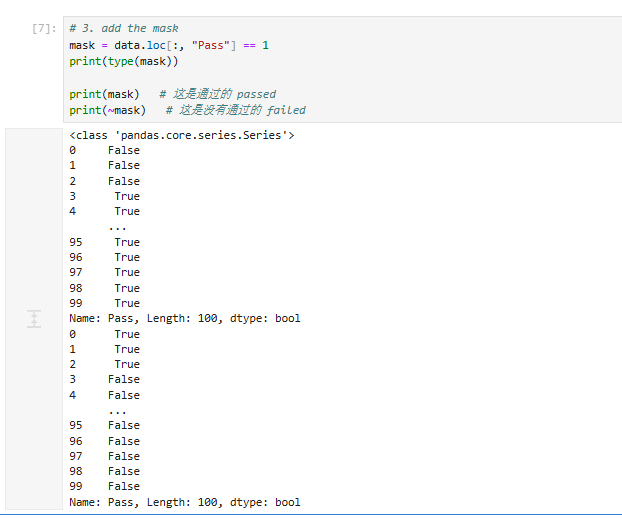 [7]: # 3. add the mask
mask = data.loc[:, "Pass"] == 1
print(type(mask))
print(mask)   # 这是通过的 passed
print(~mask)   # 这是没有通过的 failed
<class 'pandas.core.series.Series'>
0     False
1     False
2     False
3      True
4      True
      ...
95     True
96     True
97     True
98     True
99     True
Name: Pass, Length: 100, dtype: bool
0      True
1      True
2      True
3     False
4     False
      ...
95    False
96    False
97    False
98    False
99    False
Name: Pass, Length: 100, dtype: bool